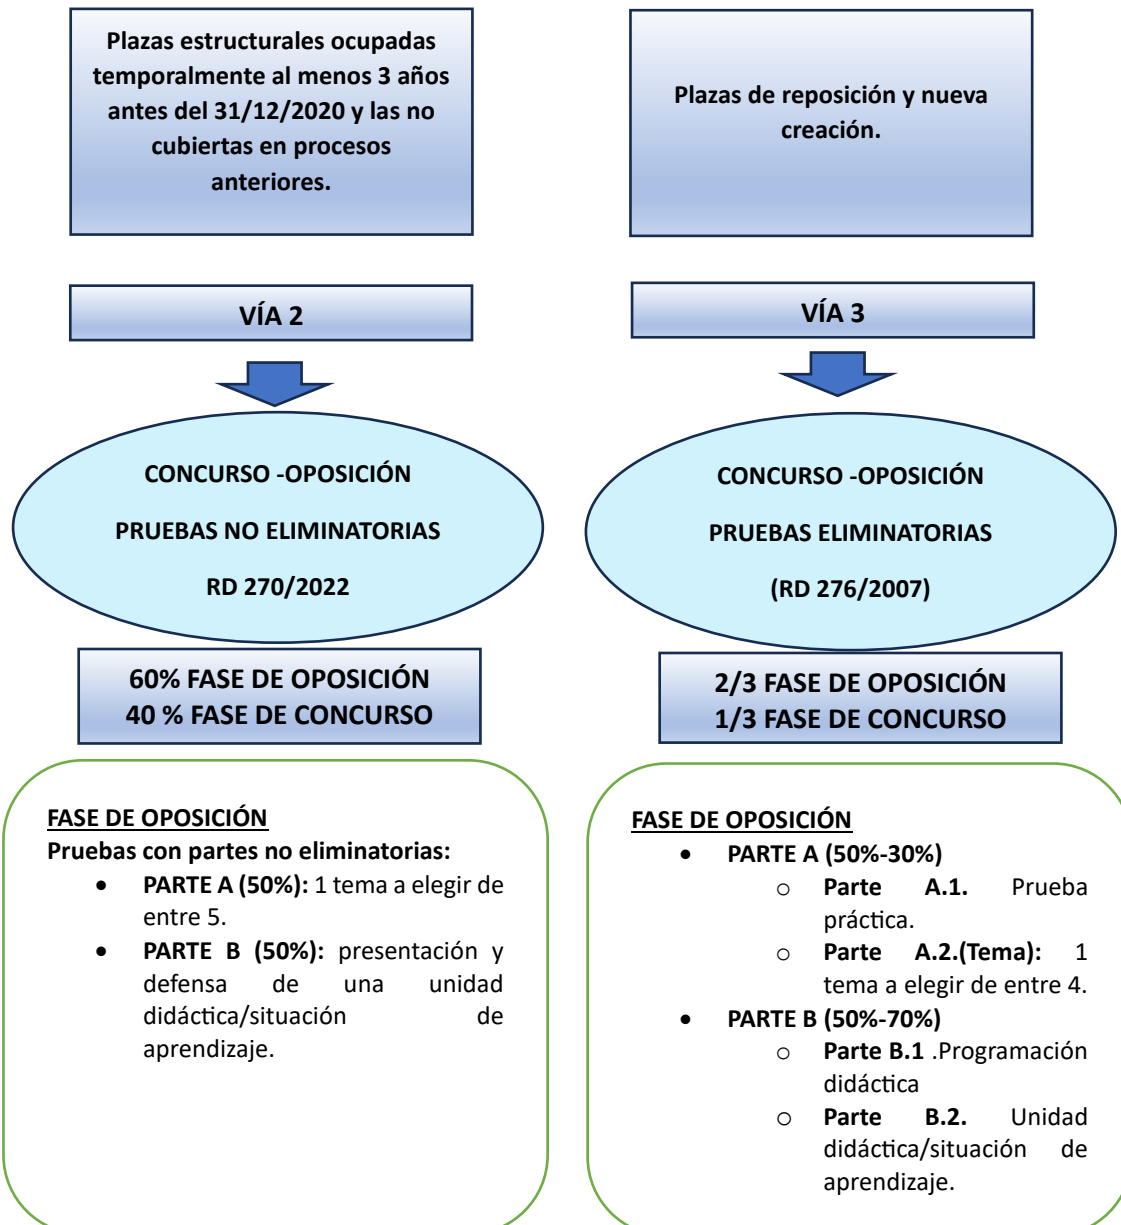 Plazas estructurales ocupadas
temporalmente al menos 3 años
antes del 31/12/2020 y las no
cubiertas en procesos
anteriores.
VÍA 2
CONCURSO -OPOSICIÓN
PRUEBAS NO ELIMINATORIAS
RD 270/2022
60% FASE DE OPOSICIÓN
40 % FASE DE CONCURSO
FASE DE OPOSICIÓN
Pruebas con partes no eliminatorias:
• PARTE A (50%): 1 tema a elegir de
entre 5.
• PARTE B (50%): presentación y
defensa de una unidad
didáctica/situación de
aprendizaje.
Plazas de reposición y nueva
creación.
VÍA 3
CONCURSO -OPOSICIÓN
PRUEBAS ELIMINATORIAS
(RD 276/2007)
2/3 FASE DE OPOSICIÓN
1/3 FASE DE CONCURSO
FASE DE OPOSICIÓN
• PARTE A (50%-30%)
o Parte A.1. Prueba
práctica.
o Parte A.2.(Tema): 1
tema a elegir de entre 4.
• PARTE B (50%-70%)
o Parte B.1 .Programación
didáctica
o Parte B.2. Unidad
didáctica/situación de
aprendizaje.